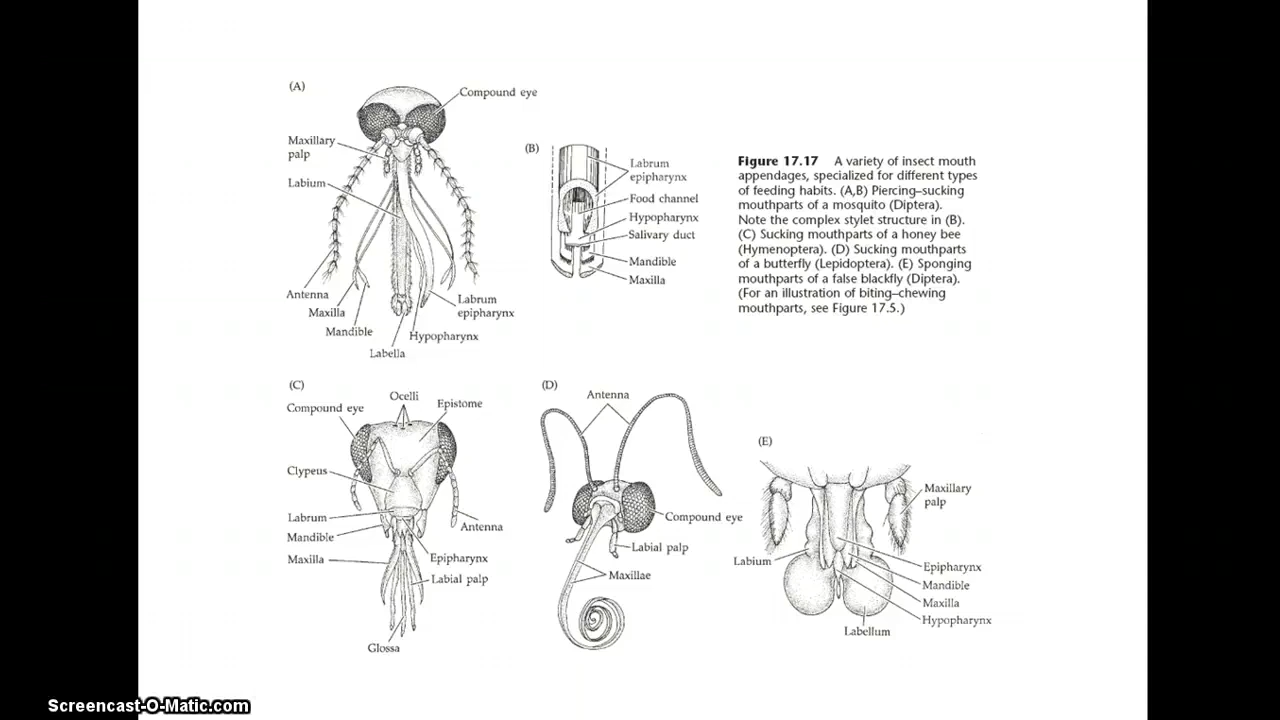 (A)
Compound eye
Maxillary
palp
Labium
Antenna
Maxilla
Mandible
Labella
Hypopharynx
Labrum
epipharynx
(B)
Labrum
epipharynx
Food channel
Hypopharynx
Salivary duct
Mandible
Maxilla
Figure 17.17 A variety of insect mouth
appendages, specialized for different types
of feeding habits. (A,B) Piercing–sucking
mouthparts of a mosquito (Diptera).
Note the complex stylet structure in (B).
(C) Sucking mouthparts of a honey bee
(Hymenoptera). (D) Sucking mouthparts
of a butterfly (Lepidoptera). (E) Sponging
mouthparts of a false blackfly (Diptera).
(For an illustration of biting–chewing
mouthparts, see Figure 17.5.)
(C)
Ocelli
Compound eye
Epistome
Clypeus
Labrum
Mandible
Maxilla
Antenna
Epipharynx
Labial palp
Glossa
(D)
Antenna
Compound eye
Labial palp
Maxillae
(E)
Maxillary
palp
Labium
Epipharynx
Mandible
Maxilla
Hypopharynx
Labellum
Screencast-O-Matic.com